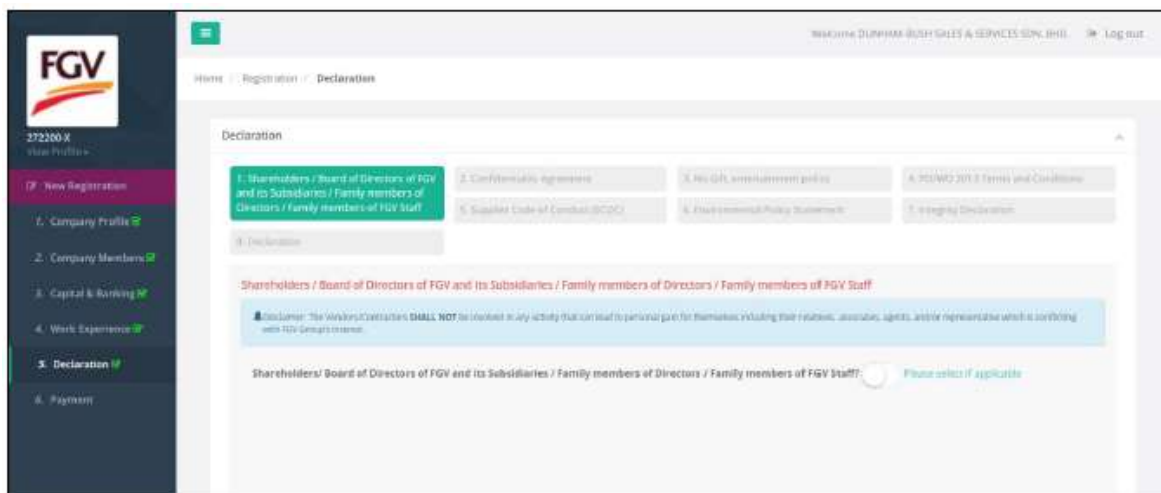 Welcome DUNHAM-BUSH SALES & SERVICES SDN. BHD.
Log out
FGV
272200-X
View Profile
Home / Registration / Declaration
Declaration
New Registration
1. Company Profile
2. Company Members
3. Capital & Banking
4. Work Experience
5. Declaration
6. Payment
1. Shareholders / Board of Directors of FGV
and its Subsidiaries / Family members of
Directors / Family members of FGV Staff
2. Confidentiality Agreement
3. No Gift, entertainment policy
4. PO/WO 2013 Terms and Conditions
5. Supplier Code of Conduct (SCOC)
6. Environmental Policy Statement
7. Integrity Declaration
8. Declaration
Shareholders / Board of Directors of FGV and its Subsidiaries / Family members of Directors / Family members of FGV Staff
Disclaimer: The Vendors/Contractors SHALL NOT be involved in any activity that can lead to personal gain for themselves including their relatives, associates, agents, and/or representative which is conflicting
with FGV Group's interest.
Shareholders/ Board of Directors of FGV and its Subsidiaries / Family members of Directors / Family members of FGV Staff?
Please select if applicable